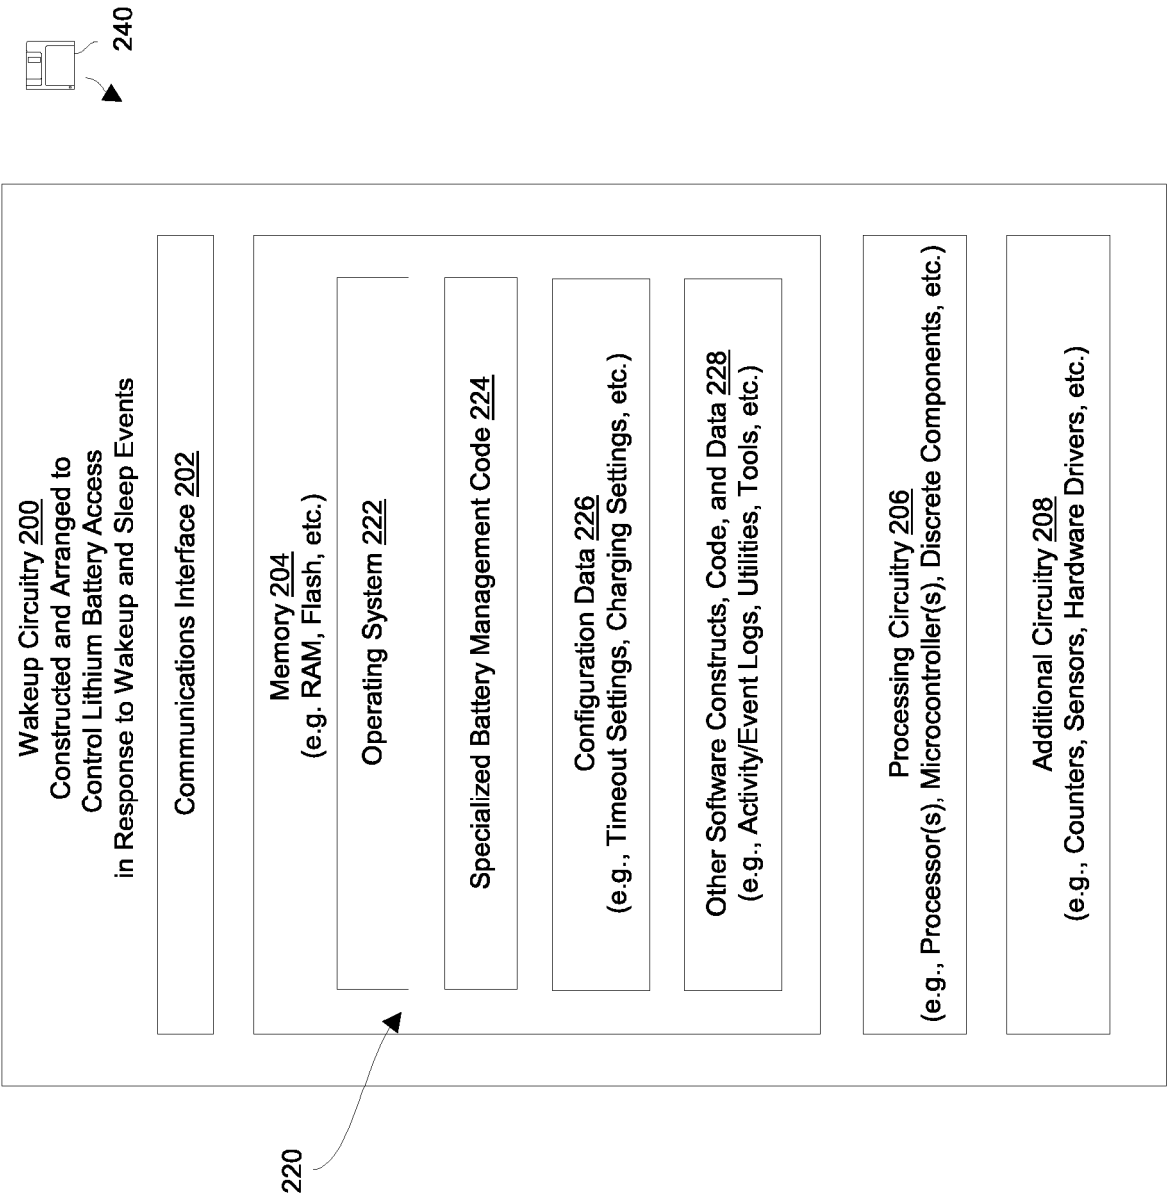 240
Wakeup Circuitry 200
Constructed and Arranged to
Control Lithium Battery Access
in Response to Wakeup and Sleep Events
Communications Interface 202
Memory 204
(e.g. RAM, Flash, etc.)
Operating System 222
Specialized Battery Management Code 224
Configuration Data 226
(e.g., Timeout Settings, Charging Settings, etc.)
Other Software Constructs, Code, and Data 228
(e.g., Activity/Event Logs, Utilities, Tools, etc.)
Processing Circuitry 206
(e.g., Processor(s), Microcontroller(s), Discrete Components, etc.)
Additional Circuitry 208
(e.g., Counters, Sensors, Hardware Drivers, etc.)
220